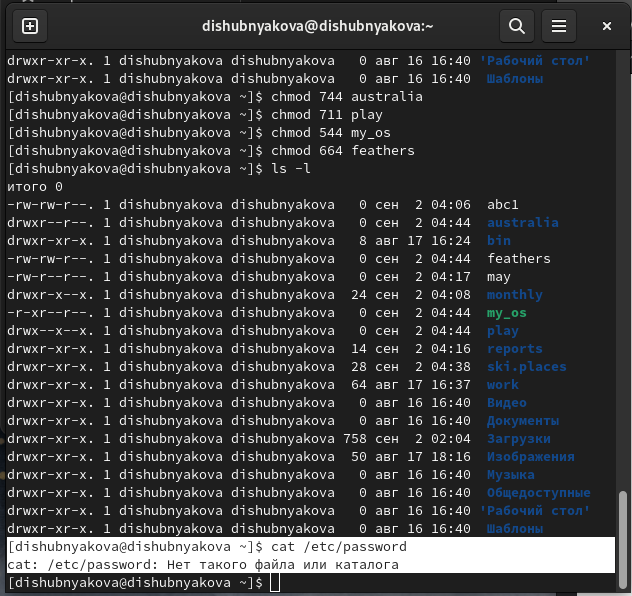 dishubnyakova@dishubnyakova:~
drwxr-xr-x. 1 dishubnyakova dishubnyakova   0 авг 16 16:40 'Рабочий стол'
drwxr-xr-x. 1 dishubnyakova dishubnyakova   0 авг 16 16:40  Шаблоны
[dishubnyakova@dishubnyakova ~]$ chmod 744 australia
[dishubnyakova@dishubnyakova ~]$ chmod 711 play
[dishubnyakova@dishubnyakova ~]$ chmod 544 my_os
[dishubnyakova@dishubnyakova ~]$ chmod 664 feathers
[dishubnyakova@dishubnyakova ~]$ ls -l
итого 0
-rw-rw-r--. 1 dishubnyakova dishubnyakova   0 сен  2 04:06  abc1
drwxr--r--. 1 dishubnyakova dishubnyakova   0 сен  2 04:44  australia
drwxr-xr-x. 1 dishubnyakova dishubnyakova   8 авг 17 16:24  bin
-rw-rw-r--. 1 dishubnyakova dishubnyakova   0 сен  2 04:44  feathers
-rw-r--r--. 1 dishubnyakova dishubnyakova   0 сен  2 04:17  may
drwxr-x--x. 1 dishubnyakova dishubnyakova  24 сен  2 04:08  monthly
-r-xr--r--. 1 dishubnyakova dishubnyakova   0 сен  2 04:44  my_os
drwx--x--x. 1 dishubnyakova dishubnyakova   0 сен  2 04:44  play
drwxr-xr-x. 1 dishubnyakova dishubnyakova  14 сен  2 04:16  reports
drwxr-xr-x. 1 dishubnyakova dishubnyakova  28 сен  2 04:38  ski.places
drwxr-xr-x. 1 dishubnyakova dishubnyakova  64 авг 17 16:37  work
drwxr-xr-x. 1 dishubnyakova dishubnyakova   0 авг 16 16:40  Видео
drwxr-xr-x. 1 dishubnyakova dishubnyakova   0 авг 16 16:40  Документы
drwxr-xr-x. 1 dishubnyakova dishubnyakova 758 сен  2 02:04  Загрузки
drwxr-xr-x. 1 dishubnyakova dishubnyakova  50 авг 17 18:16  Изображения
drwxr-xr-x. 1 dishubnyakova dishubnyakova   0 авг 16 16:40  Музыка
drwxr-xr-x. 1 dishubnyakova dishubnyakova   0 авг 16 16:40  Общедоступные
drwxr-xr-x. 1 dishubnyakova dishubnyakova   0 авг 16 16:40 'Рабочий стол'
drwxr-xr-x. 1 dishubnyakova dishubnyakova   0 авг 16 16:40  Шаблоны
[dishubnyakova@dishubnyakova ~]$ cat /etc/password
cat: /etc/password: Нет такого файла или каталога
[dishubnyakova@dishubnyakova ~]$